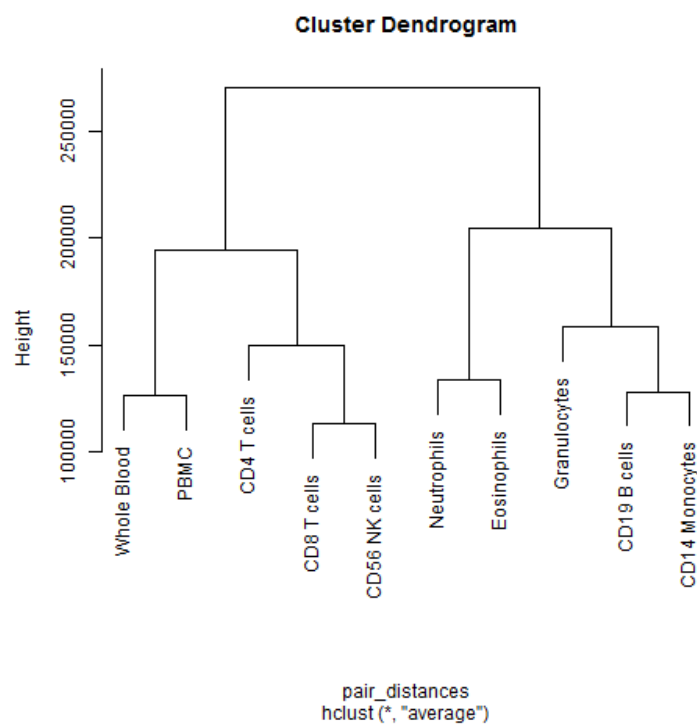 Cluster Dendrogram
Height
250000
200000
150000
100000
Whole Blood
PBMC
CD4 T cells
CD8 T cells
CD56 NK cells
Neutrophils
Eosinophils
Granulocytes
CD19 B cells
CD14 Monocytes
pair_distances
hclust (*, "average")